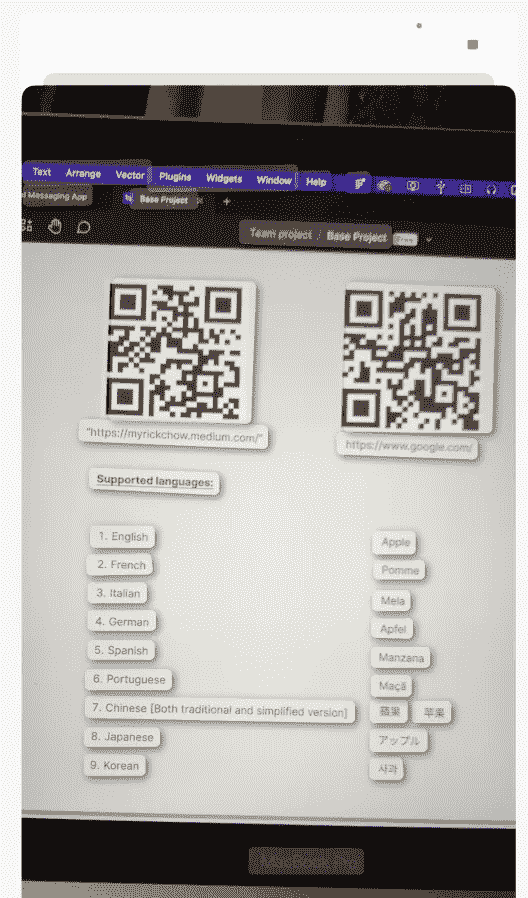 Text Arrange Vector Plugins Widgets Window Help
d Messaging App Base Project
Team project / Base Project Free
"https://myrickchow.medium.com/"
https://www.google.com/
Supported languages:
1. English
Apple
2. French
Pomme
3. Italian
Mela
4. German
Apfel
5. Spanish
Manzana
6. Portuguese
Maçã
7. Chinese [Both traditional and simplified version]
蘋果 苹果
8. Japanese
アップル
9. Korean
사과